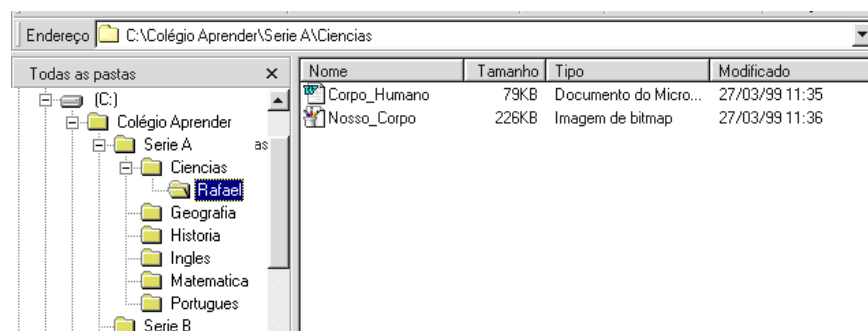 Endereço C:\Colégio Aprender\Serie A\Ciencias
Todas as pastas
(C:)
Colégio Aprender
Serie A as
Ciencias
Rafael
Geografia
Historia
Ingles
Matematica
Portugues
Serie B
Nome Tamanho Tipo Modificado
Corpo_Humano 79KB Documento do Micro... 27/03/99 11:35
Nosso_Corpo 226KB Imagem de bitmap 27/03/99 11:36